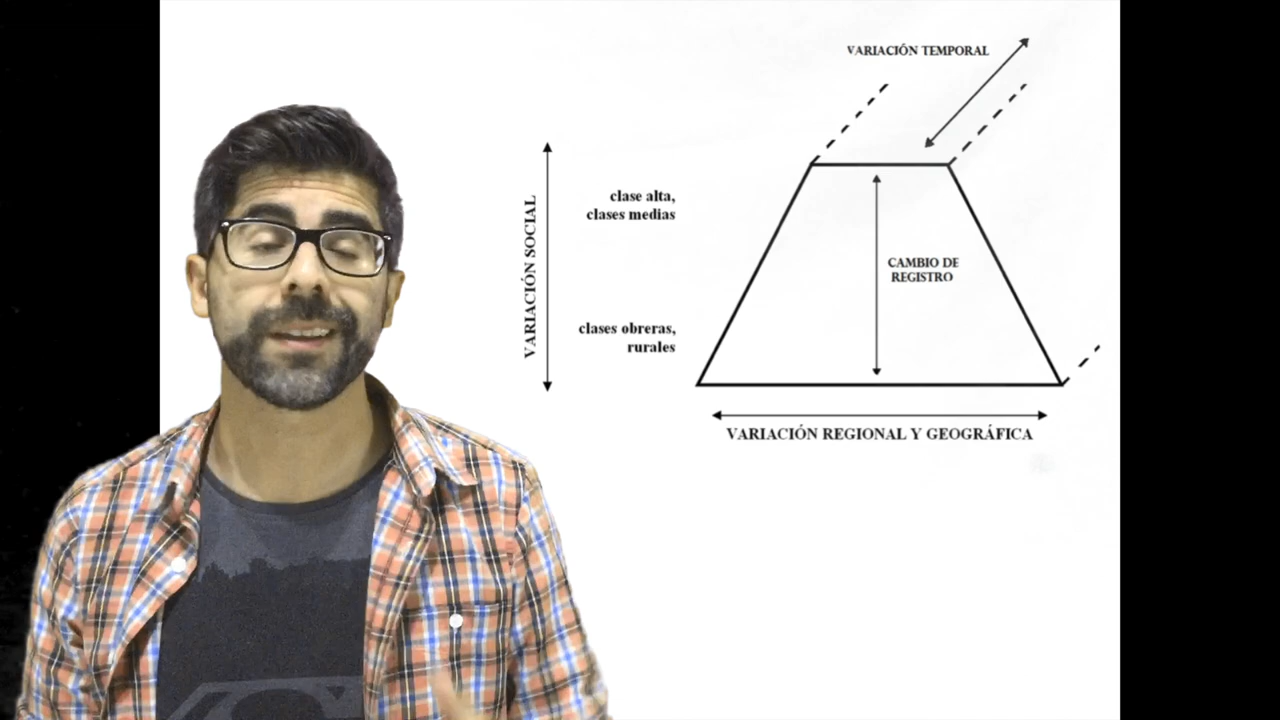 VARIACIÓN TEMPORAL
VARIACIÓN SOCIAL
clase alta,
clases medias
CAMBIO DE
REGISTRO
clases obreras,
rurales
VARIACIÓN REGIONAL Y GEOGRÁFICA